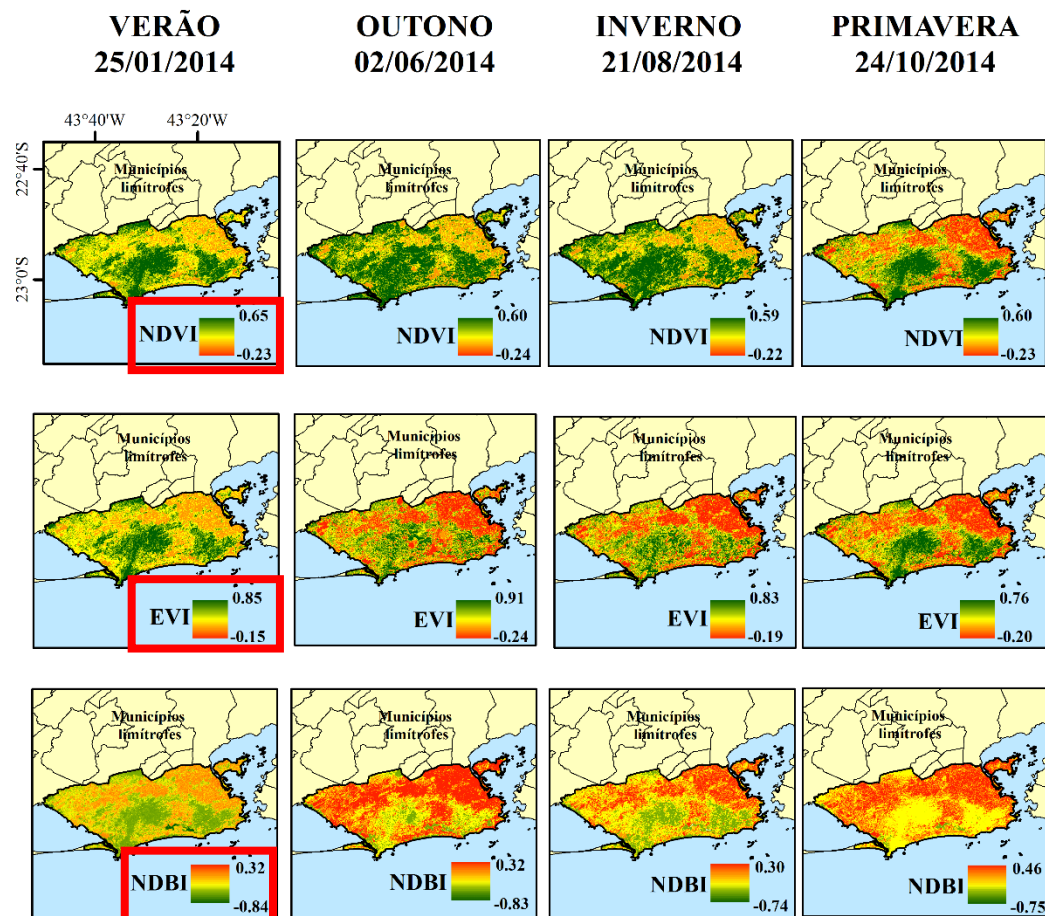 VERÃO
25/01/2014
OUTONO
02/06/2014
INVERNO
21/08/2014
PRIMAVERA
24/10/2014
43°40'W
43°20'W
22°40'S
23°0'S
Municípios
limítrofes
NDVI
0.65
-0.23
Municípios
limítrofes
NDVI
0.60
-0.24
Municípios
limítrofes
NDVI
0.59
-0.22
Municípios
limítrofes
NDVI
0.60
-0.23
Municípios
limítrofes
EVI
0.85
-0.15
Municípios
limítrofes
EVI
0.91
-0.24
Municípios
limítrofes
EVI
0.83
-0.19
Municípios
limítrofes
EVI
0.76
-0.20
Municípios
limítrofes
NDBI
0.32
-0.84
Municípios
limítrofes
NDBI
0.32
-0.83
Municípios
limítrofes
NDBI
0.30
-0.74
Municípios
limítrofes
NDBI
0.46
-0.75